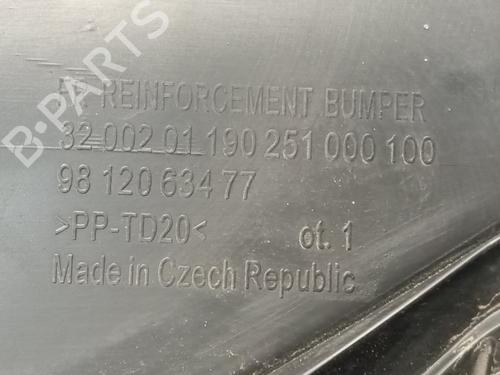 B-PARTS
FR REINFORCEMENT BUMPER
32 002 01 190 251 000 100
98 120 634 77
>PP-TD20< ot. 1
Made in Czech Republic